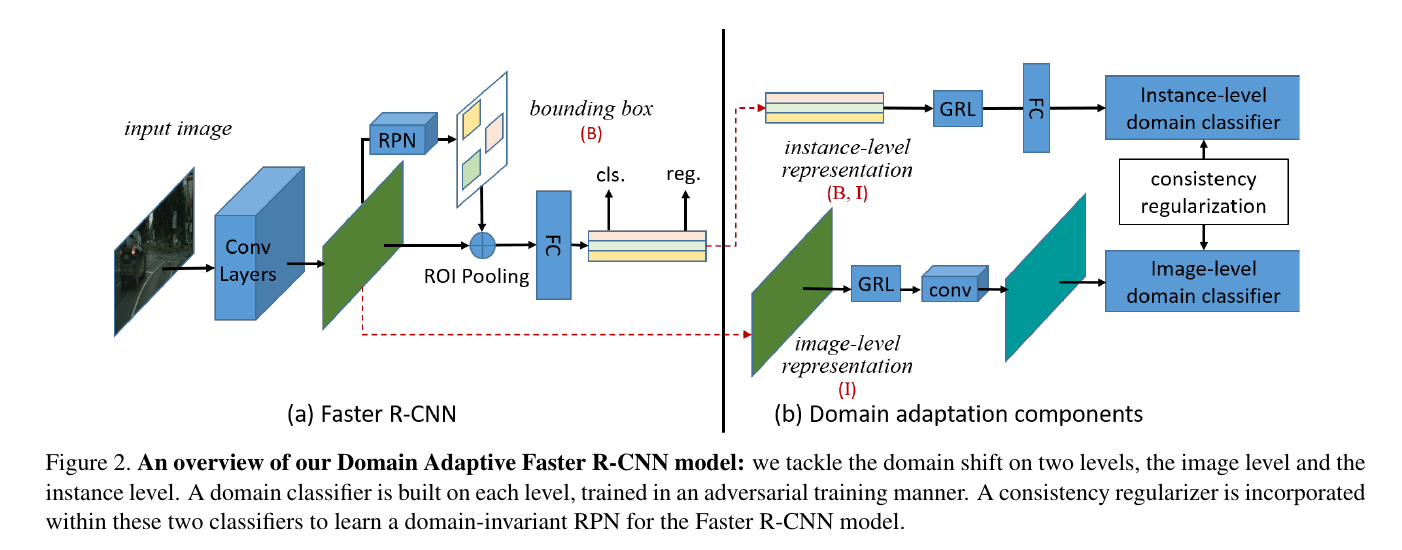 input image
Conv
Layers
RPN
bounding box
(B)
cls.
reg.
ROI Pooling
FC
(a) Faster R-CNN
instance-level
representation
(B, I)
GRL
FC
Instance-level
domain classifier
consistency
regularization
image-level
representation
(I)
GRL
conv
Image-level
domain classifier
(b) Domain adaptation components
Figure 2. An overview of our Domain Adaptive Faster R-CNN model: we tackle the domain shift on two levels, the image level and the
instance level. A domain classifier is built on each level, trained in an adversarial training manner. A consistency regularizer is incorporated
within these two classifiers to learn a domain-invariant RPN for the Faster R-CNN model.